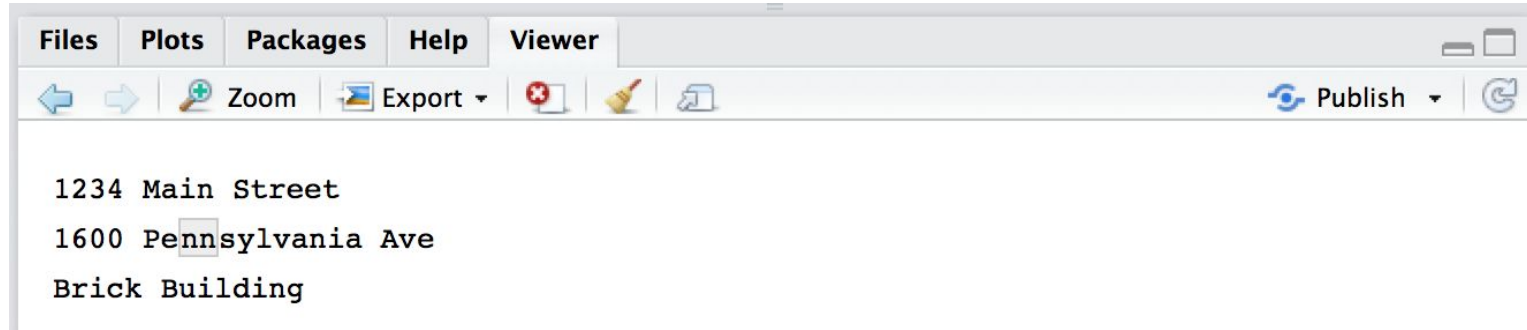 Files Plots Packages Help Viewer
Zoom Export Publish
1234 Main Street
1600 Pennsylvania Ave
Brick Building